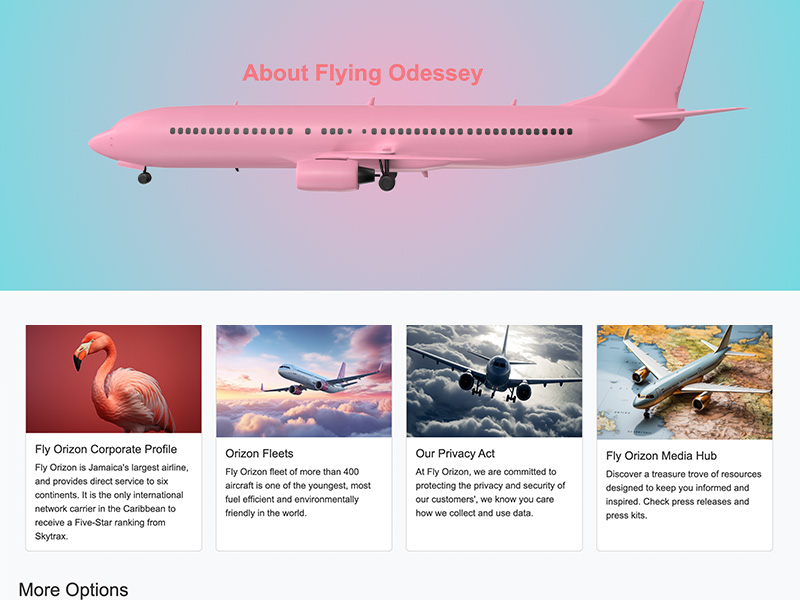 About Flying Odessey
Fly Orizon Corporate Profile
Fly Orizon is Jamaica's largest airline,
and provides direct service to six
continents. It is the only international
network carrier in the Caribbean to
receive a Five-Star ranking from
Skytrax.
Orizon Fleets
Fly Orizon fleet of more than 400
aircraft is one of the youngest, most
fuel efficient and environmentally
friendly in the world.
Our Privacy Act
At Fly Orizon, we are committed to
protecting the privacy and security of
our customers', we know you care
how we collect and use data.
Fly Orizon Media Hub
Discover a treasure trove of resources
designed to keep you informed and
inspired. Check press releases and
press kits.
More Options